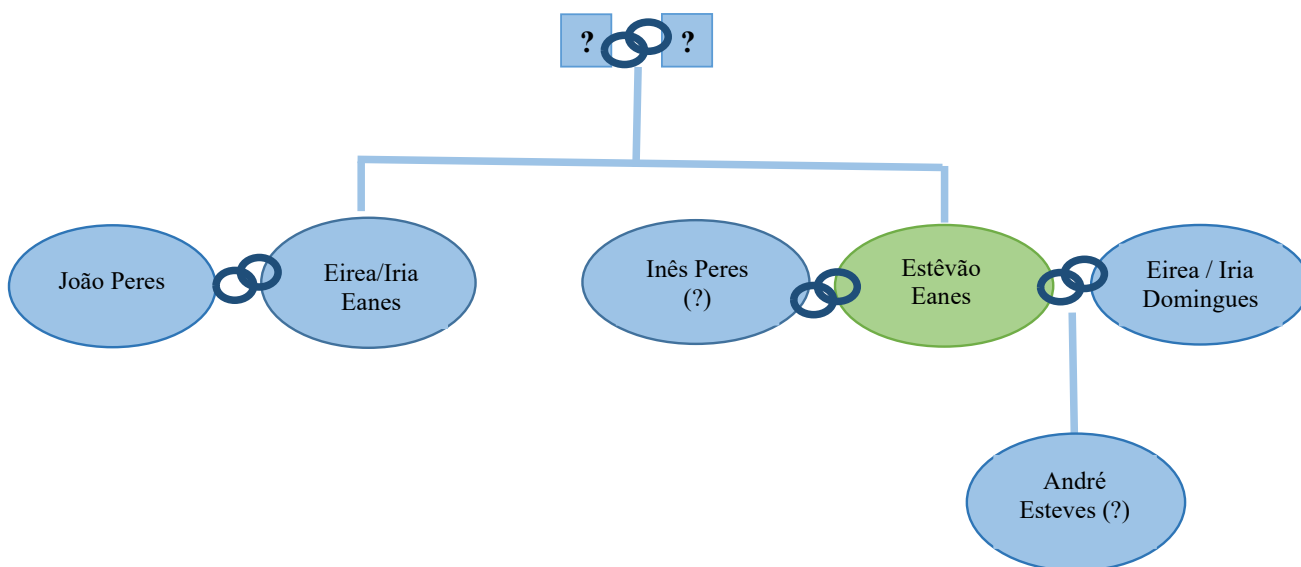 ? ?
João Peres
Eirea/Iria
Eanes
Inês Peres
(?)
Estêvão
Eanes
Eirea / Iria
Domingues
André
Esteves (?)